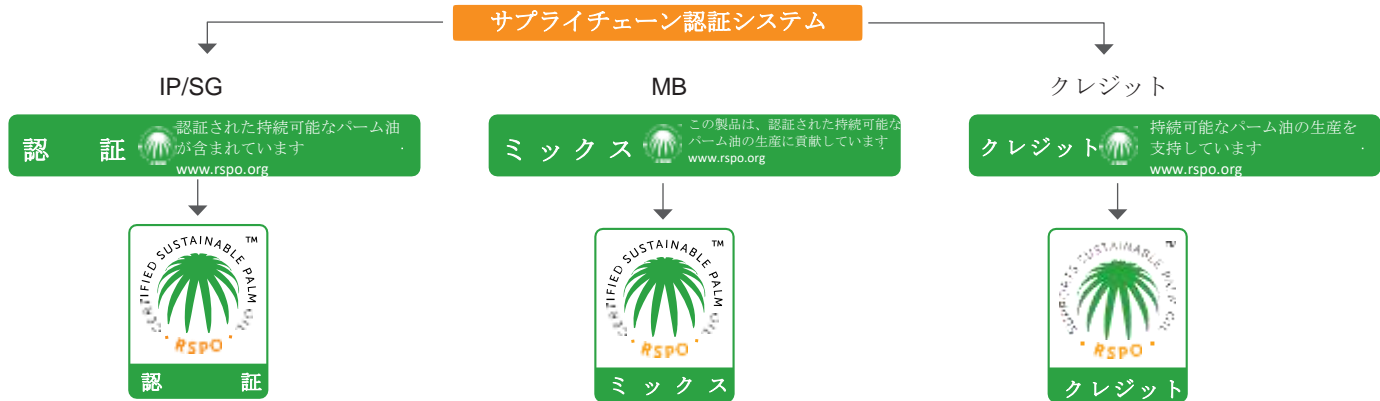 サプライチェーン認証システム
IP/SG
MB
クレジット
認証
認証された持続可能なパーム油
が含まれています
www.rspo.org
ミックス
この製品は、認証された持続可能な
パーム油の生産に貢献しています
www.rspo.org
クレジット
持続可能なパーム油の生産を
支持しています
www.rspo.org
CERTIFIED SUSTAINABLE PALM OIL
TM
RSPO
認証
CERTIFIED SUSTAINABLE PALM OIL
TM
RSPO
ミックス
SUPPORTS SUSTAINABLE PALM OIL
TM
RSPO
クレジット